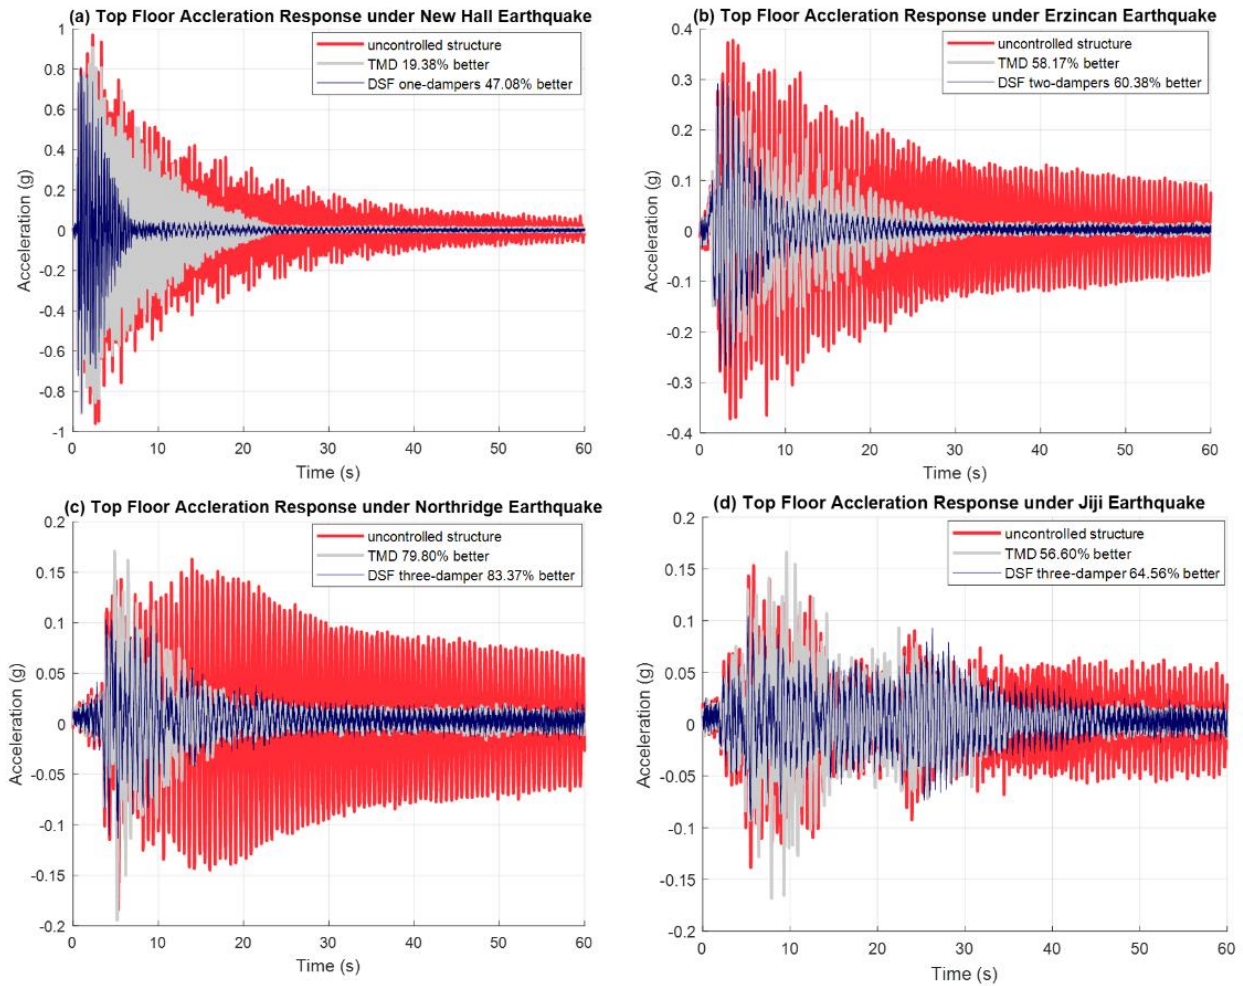 (a) Top Floor Accleration Response under New Hall Earthquake
uncontrolled structure
TMD 19.38% better
DSF one-dampers 47.08% better
1
0.8
0.6
0.4
0.2
0
-0.2
-0.4
-0.6
-0.8
-1
Acceleration (g)
0 10 20 30 40 50 60
Time (s)
(b) Top Floor Accleration Response under Erzincan Earthquake
uncontrolled structure
TMD 58.17% better
DSF two-dampers 60.38% better
0.4
0.3
0.2
0.1
0
-0.1
-0.2
-0.3
-0.4
Acceleration (g)
0 10 20 30 40 50 60
Time (s)
(c) Top Floor Accleration Response under Northridge Earthquake
uncontrolled structure
TMD 79.80% better
DSF three-damper 83.37% better
0.2
0.15
0.1
0.05
0
-0.05
-0.1
-0.15
-0.2
Acceleration (g)
0 10 20 30 40 50 60
Time (s)
(d) Top Floor Accleration Response under Jiji Earthquake
uncontrolled structure
TMD 56.60% better
DSF three-damper 64.56% better
0.2
0.15
0.1
0.05
0
-0.05
-0.1
-0.15
-0.2
Acceleration (g)
0 10 20 30 40 50 60
Time (s)